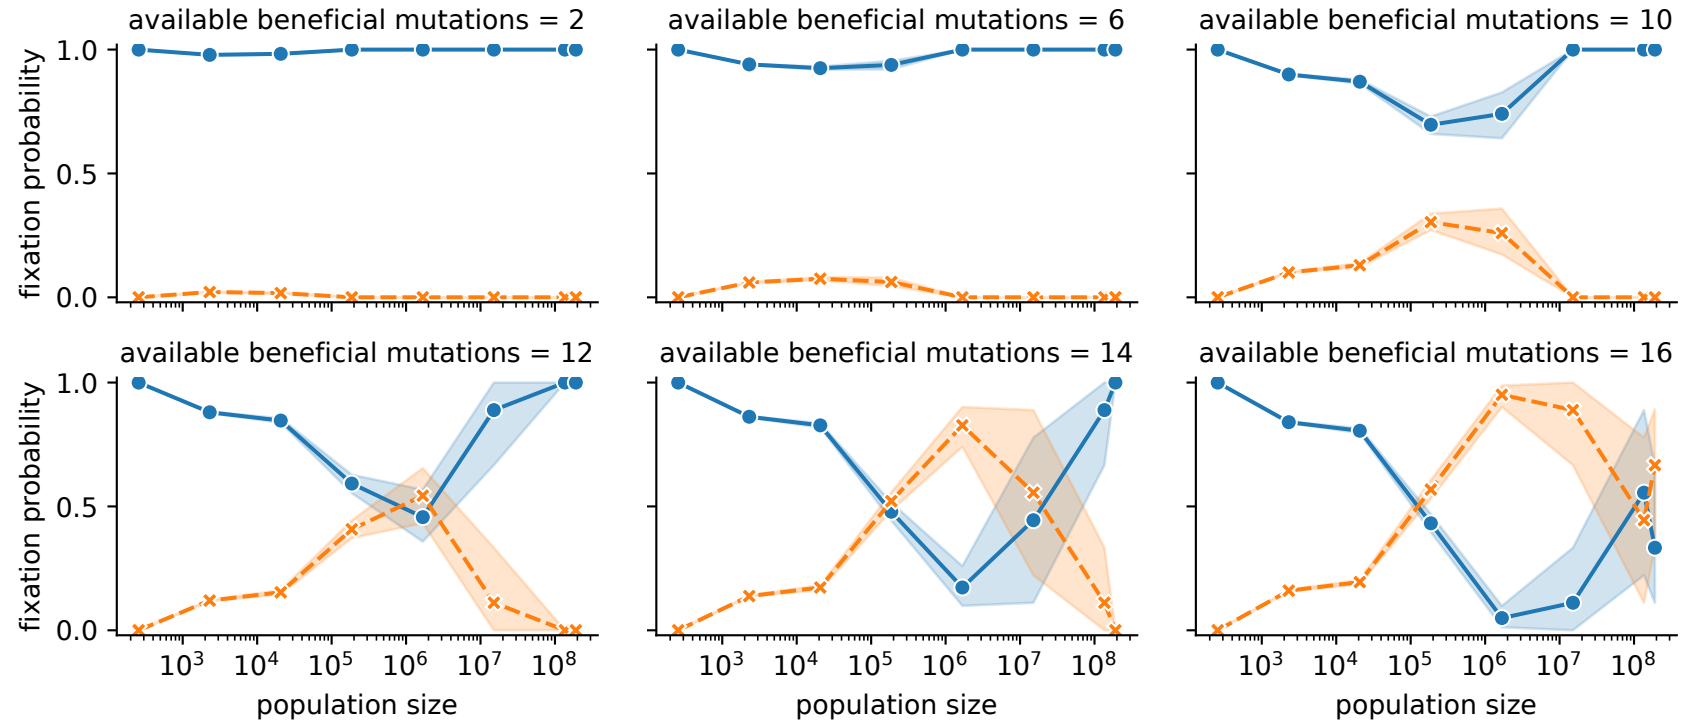 available beneficial mutations = 2
available beneficial mutations = 6
available beneficial mutations = 10
fixation probability
1.0
0.5
0.0
available beneficial mutations = 12
available beneficial mutations = 14
available beneficial mutations = 16
fixation probability
1.0
0.5
0.0
10³ 10⁴ 10⁵ 10⁶ 10⁷ 10⁸
10³ 10⁴ 10⁵ 10⁶ 10⁷ 10⁸
10³ 10⁴ 10⁵ 10⁶ 10⁷ 10⁸
population size
population size
population size